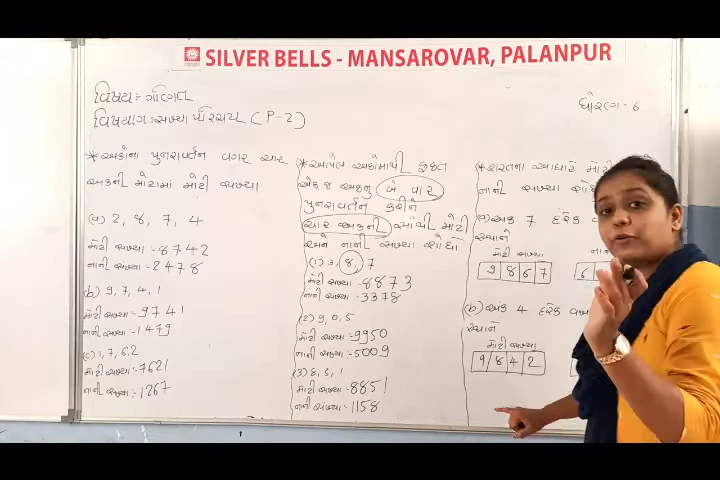 SILVER BELLS - MANSAROVAR, PALANPUR
વિષય:- ગણિત
ધોરણ - 6
વિષયાંગ: સંખ્યા પરિચય (P-2)
* અંકોના પુનરાવર્તન વગર ચાર
અંકની મોટામાં મોટી સંખ્યા
(a) 2, 8, 7, 4
મોટી સંખ્યા - 8742
નાની સંખ્યા - 2478
(b) 9, 7, 4, 1
મોટી સંખ્યા - 9741
નાની સંખ્યા - 1479
(c) 1, 7, 6, 2
મોટી સંખ્યા - 7621
નાની સંખ્યા - 1267
* આપેલ અંકોમાંથી ફક્ત
એક જ અંકનુ બે વાર
પુનરાવર્તન કરીને
ચાર અંકની સૌથી મોટી
અને નાની સંખ્યા શોધો
(1) 3, 8, 7
મોટી સંખ્યા - 8873
નાની સંખ્યા - 3378
(2) 9, 0, 5
મોટી સંખ્યા - 9950
નાની સંખ્યા - 5009
(3) 8, 5, 1
મોટી સંખ્યા - 8851
નાની સંખ્યા - 1158
* શરતના આધારે મોટી
નાની સંખ્યા
(a) અંક 7 દરેક
સ્થાને
મોટી સંખ્યા
9 8 6 7
6
(b) અંક 4 દરેક
સ્થાને
મોટી સંખ્યા
9 8 4 2